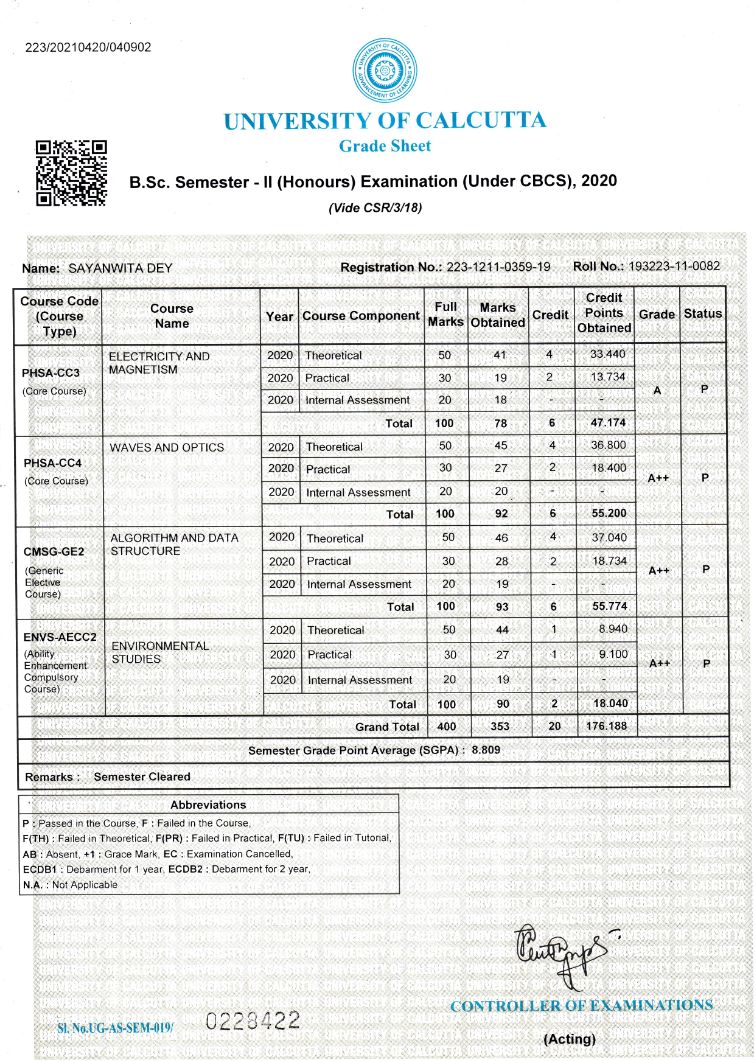 223/20210420/040902
UNIVERSITY OF CALCUTTA
ADVANCEMENT OF LEARNING
UNIVERSITY OF CALCUTTA
Grade Sheet
B.Sc. Semester - II (Honours) Examination (Under CBCS), 2020
(Vide CSR/3/18)
Name: SAYANWITA DEY Registration No.: 223-1211-0359-19 Roll No.: 193223-11-0082
Course Code (Course Type) Course Name Year Course Component Full Marks Marks Obtained Credit Credit Points Obtained Grade Status
PHSA-CC3 (Core Course) ELECTRICITY AND MAGNETISM 2020 Theoretical 50 41 4 33.440 A P
2020 Practical 30 19 2 13.734
2020 Internal Assessment 20 18 - -
Total 100 78 6 47.174
PHSA-CC4 (Core Course) WAVES AND OPTICS 2020 Theoretical 50 45 4 36.800 A++ P
2020 Practical 30 27 2 18.400
2020 Internal Assessment 20 20 - -
Total 100 92 6 55.200
CMSG-GE2 (Generic Elective Course) ALGORITHM AND DATA STRUCTURE 2020 Theoretical 50 46 4 37.040 A++ P
2020 Practical 30 28 2 18.734
2020 Internal Assessment 20 19 - -
Total 100 93 6 55.774
ENVS-AECC2 (Ability Enhancement Compulsory Course) ENVIRONMENTAL STUDIES 2020 Theoretical 50 44 1 8.940 A++ P
2020 Practical 30 27 1 9.100
2020 Internal Assessment 20 19 - -
Total 100 90 2 18.040
Grand Total 400 353 20 176.188
Semester Grade Point Average (SGPA) : 8.809
Remarks : Semester Cleared
Abbreviations
P : Passed in the Course, F : Failed in the Course,
F(TH) : Failed in Theoretical, F(PR) : Failed in Practical, F(TU) : Failed in Tutorial,
AB : Absent, +1 : Grace Mark, EC : Examination Cancelled,
ECDB1 : Debarment for 1 year, ECDB2 : Debarment for 2 year,
N.A. : Not Applicable
CONTROLLER OF EXAMINATIONS
(Acting)
Sl. No.UG-AS-SEM-019/ 0228422